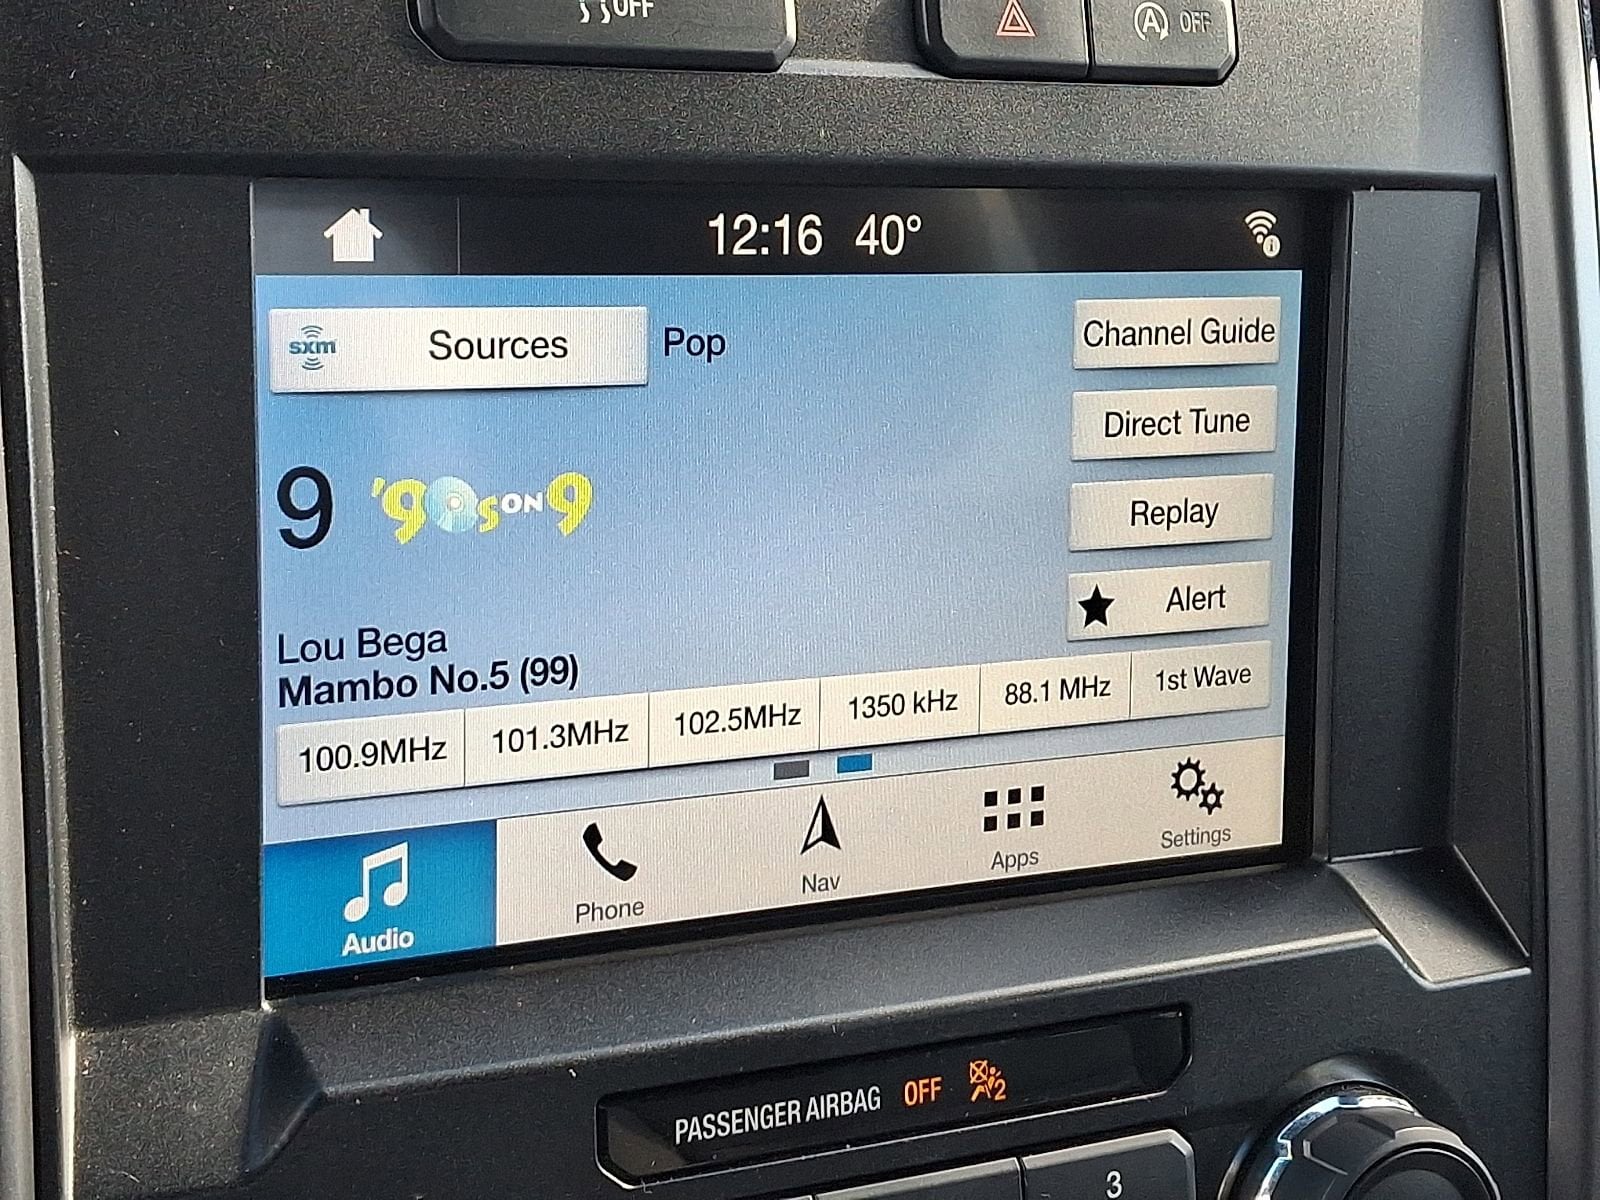 OFF
A OFF
12:16 40°
sxm Sources Pop
Channel Guide
Direct Tune
Replay
Alert
9 '90s ON 9
Lou Bega
Mambo No.5 (99)
100.9MHz 101.3MHz 102.5MHz 1350 kHz 88.1 MHz 1st Wave
Audio Phone Nav Apps Settings
PASSENGER AIRBAG OFF 2
3